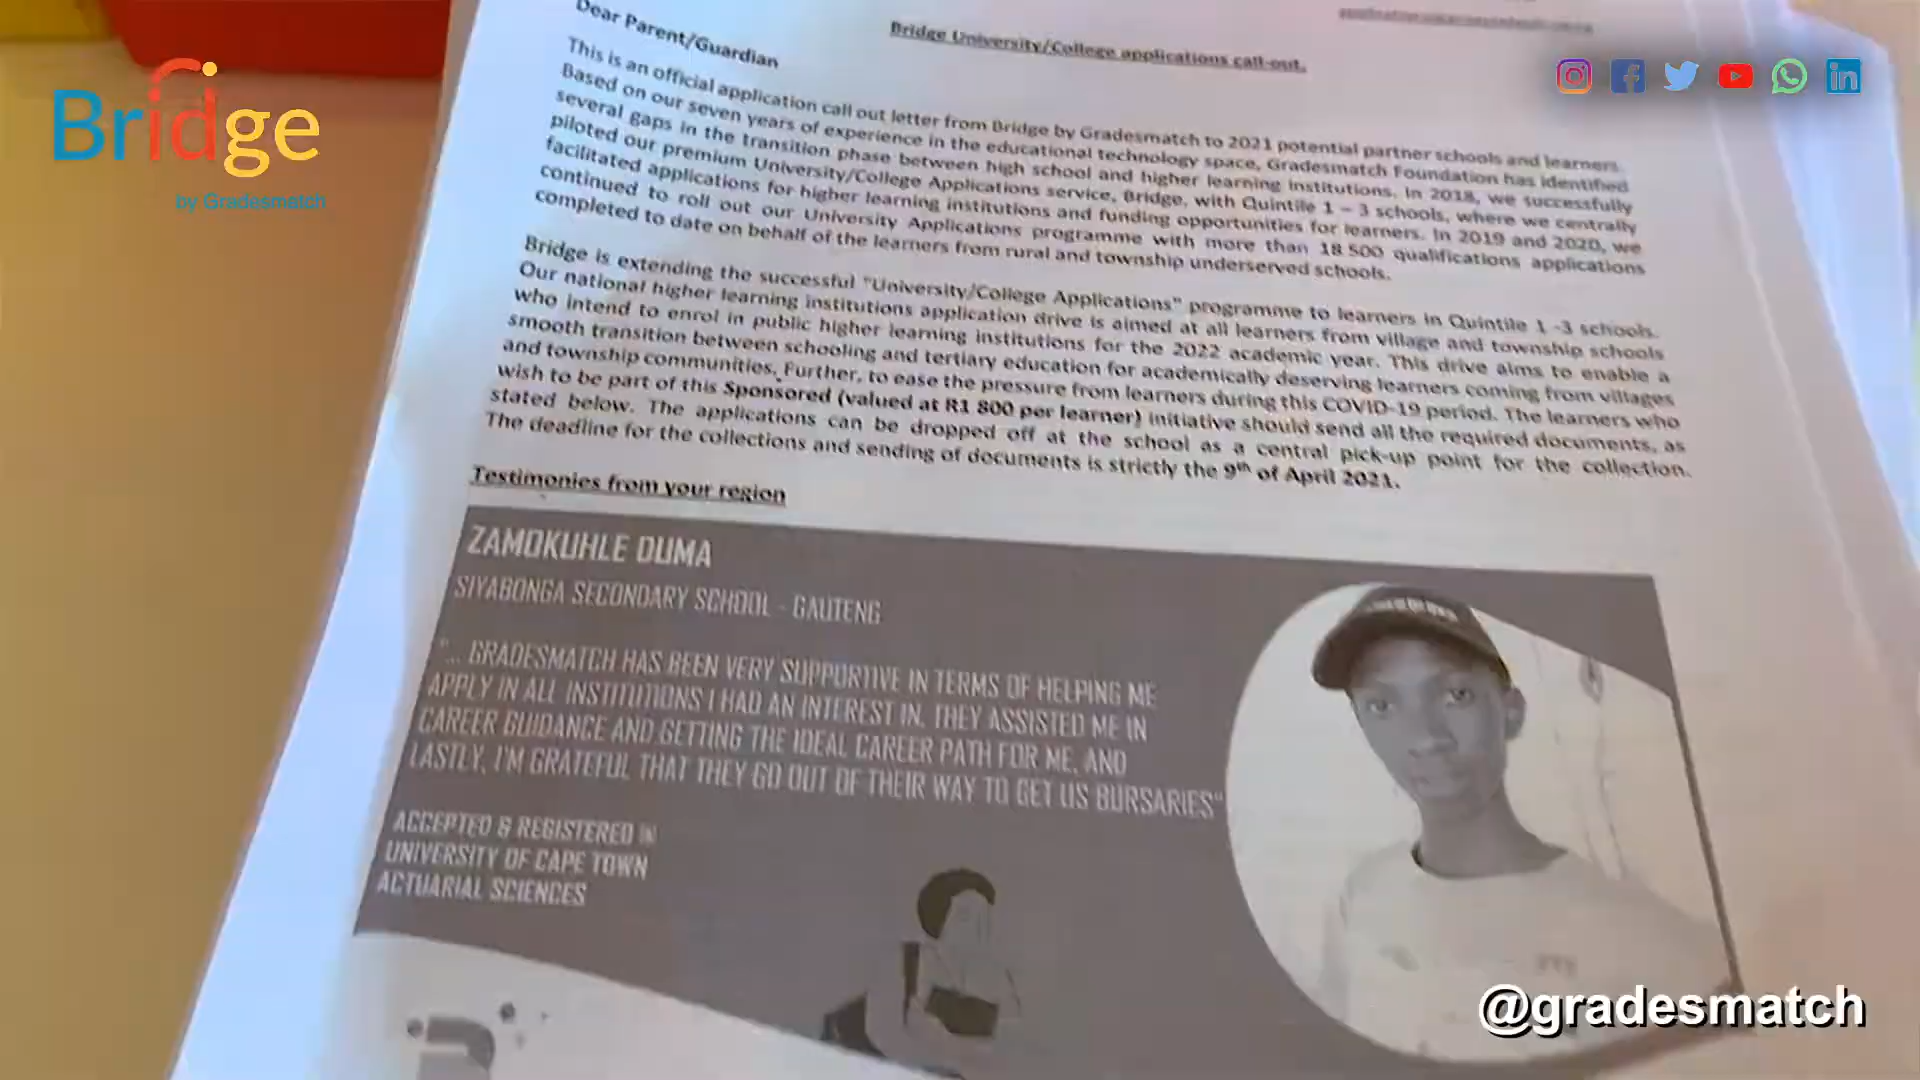 Bridge
by Gradesmatch
Dear Parent/Guardian
Bridge University/College applications call-out.
This is an official application call out letter from Bridge by Gradesmatch to 2021 potential partner schools and learners.
Based on our seven years of experience in the educational technology space, Gradesmatch Foundation has identified
several gaps in the transition phase between high school and higher learning institutions. In 2018, we successfully
piloted our premium University/College Applications service, Bridge, with Quintile 1 – 3 schools, where we centrally
facilitated applications for higher learning institutions and funding opportunities for learners. In 2019 and 2020, we
continued to roll out our University Applications programme with more than 18 500 qualifications applications
completed to date on behalf of the learners from rural and township underserved schools.
Bridge is extending the successful "University/College Applications" programme to learners in Quintile 1 -3 schools.
Our national higher learning institutions application drive is aimed at all learners from village and township schools
who intend to enrol in public higher learning institutions for the 2022 academic year. This drive aims to enable a
smooth transition between schooling and tertiary education for academically deserving learners coming from villages
and township communities. Further, to ease the pressure from learners during this COVID-19 period. The learners who
wish to be part of this Sponsored (valued at R1 800 per learner) initiative should send all the required documents, as
stated below. The applications can be dropped off at the school as a central pick-up point for the collection.
The deadline for the collections and sending of documents is strictly the 9th of April 2021.
Testimonies from your region
ZAMOKUHLE DUMA
SIYABONGA SECONDARY SCHOOL - GAUTENG
"... GRADESMATCH HAS BEEN VERY SUPPORTIVE IN TERMS OF HELPING ME
APPLY IN ALL INSTITUTIONS I HAD AN INTEREST IN. THEY ASSISTED ME IN
CAREER GUIDANCE AND GETTING THE IDEAL CAREER PATH FOR ME. AND
LASTLY, I'M GRATEFUL THAT THEY GO OUT OF THEIR WAY TO GET US BURSARIES"
ACCEPTED & REGISTERED IN
UNIVERSITY OF CAPE TOWN
ACTUARIAL SCIENCES
@gradesmatch